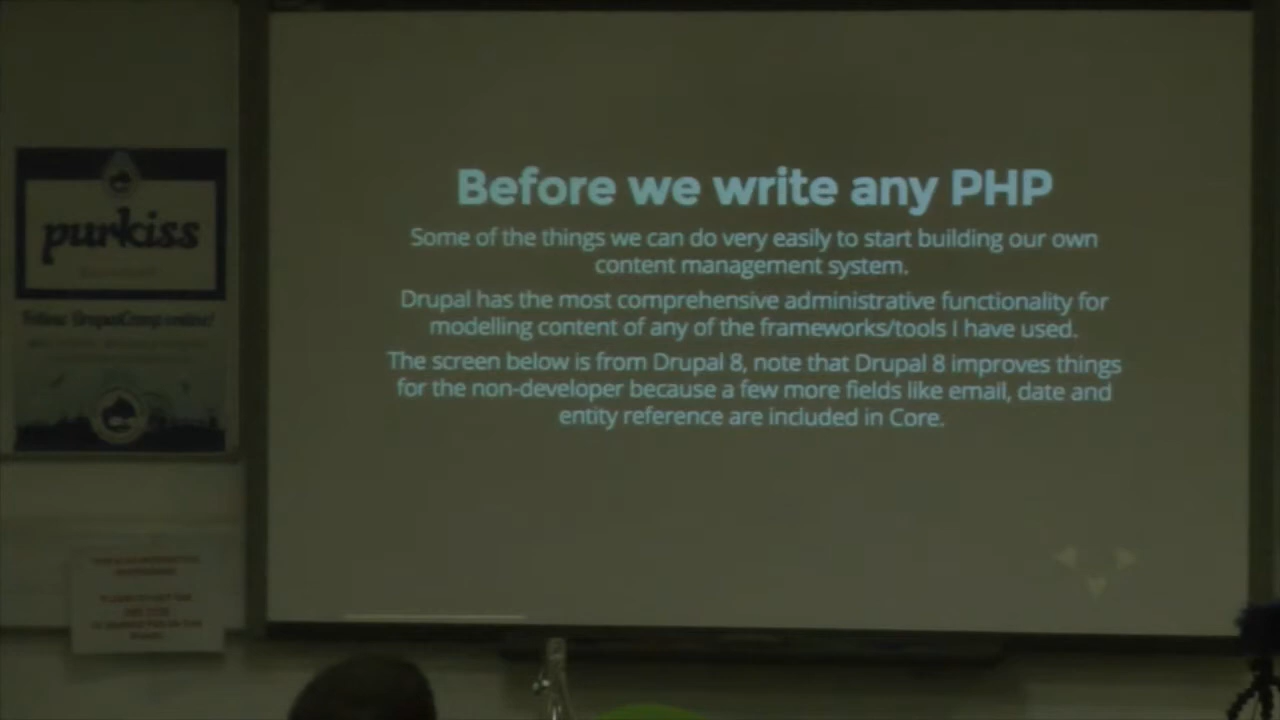 Before we write any PHP
Some of the things we can do very easily to start building our own
content management system.
Drupal has the most comprehensive administrative functionality for
modelling content of any of the frameworks/tools I have used.
The screen below is from Drupal 8, note that Drupal 8 improves things
for the non-developer because a few more fields like email, date and
entity reference are included in Core.
purkiss
Follow DrupalCamp online!